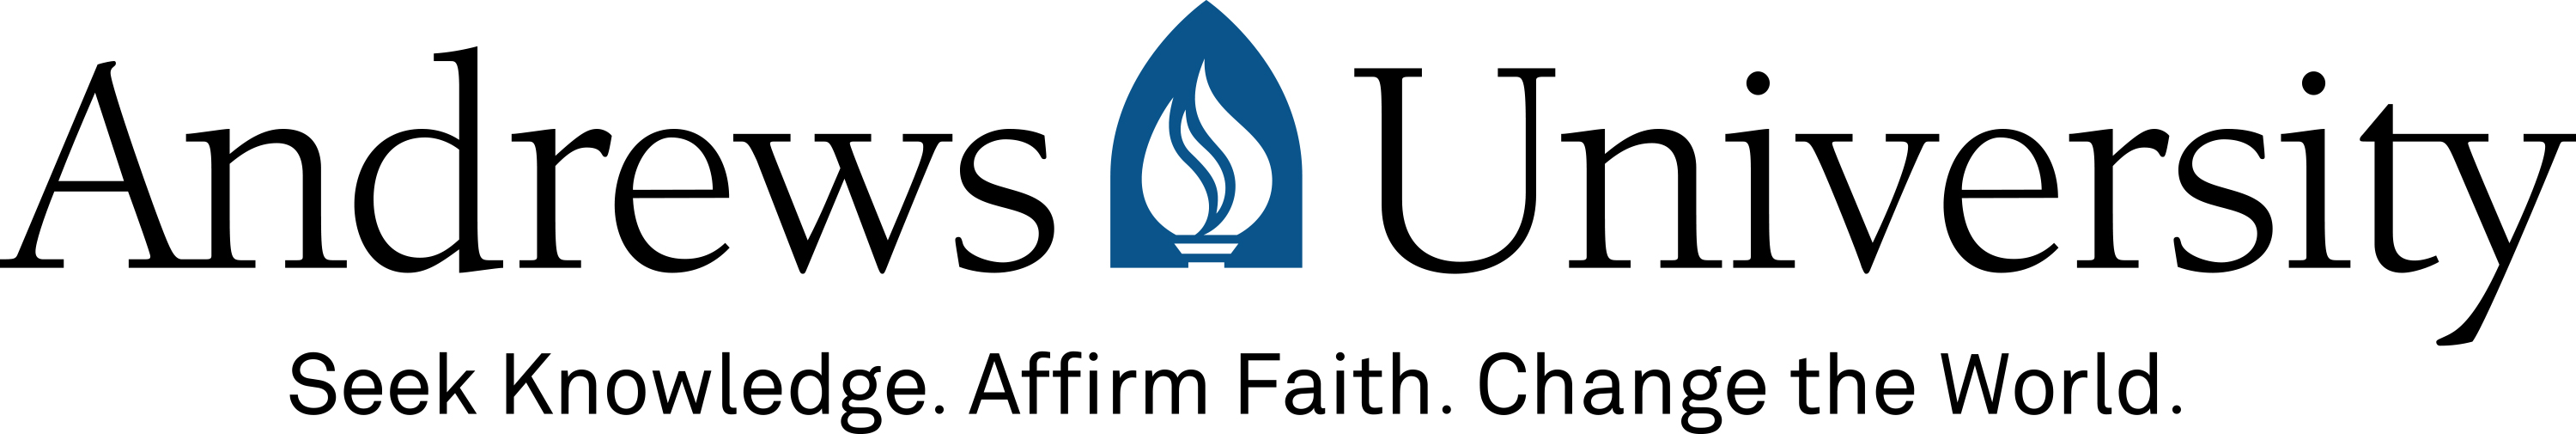 Andrews University
Seek Knowledge. Affirm Faith. Change the World.